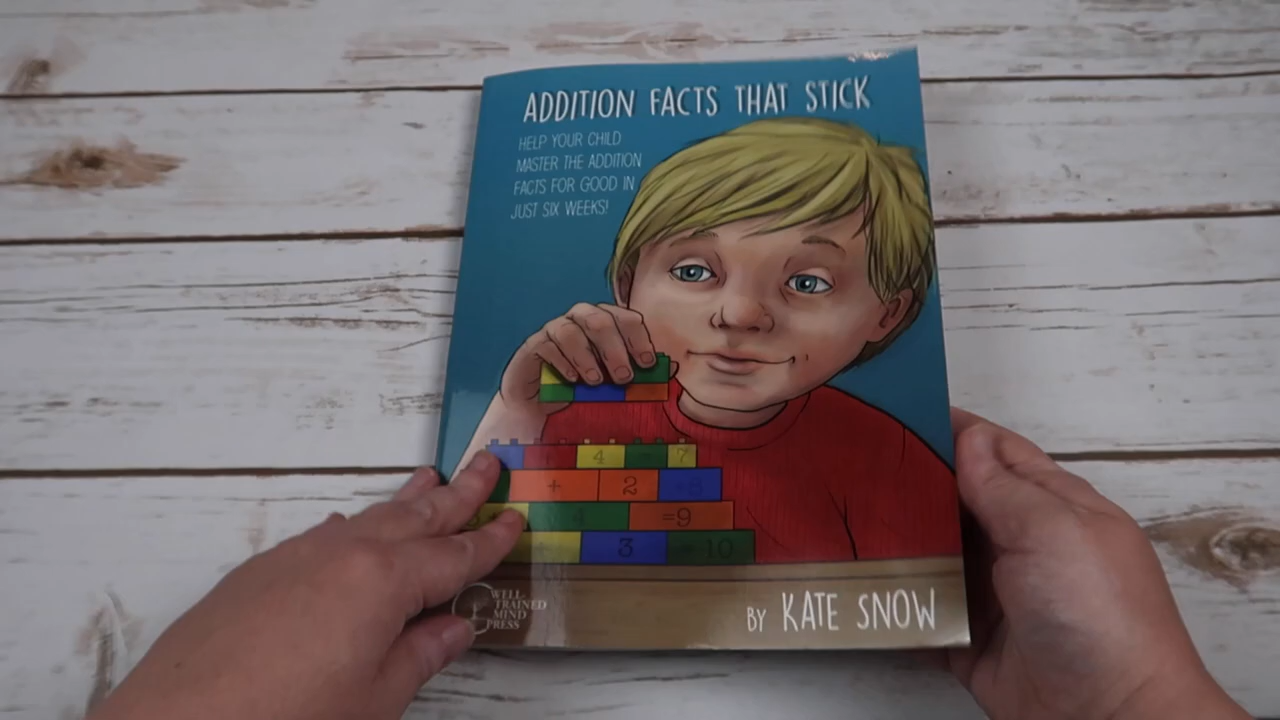 ADDITION FACTS THAT STICK
HELP YOUR CHILD
MASTER THE ADDITION
FACTS FOR GOOD IN
JUST SIX WEEKS!
4 7
+ 2
4 =9
3 10
WELL-
TRAINED
MIND
PRESS
BY KATE SNOW